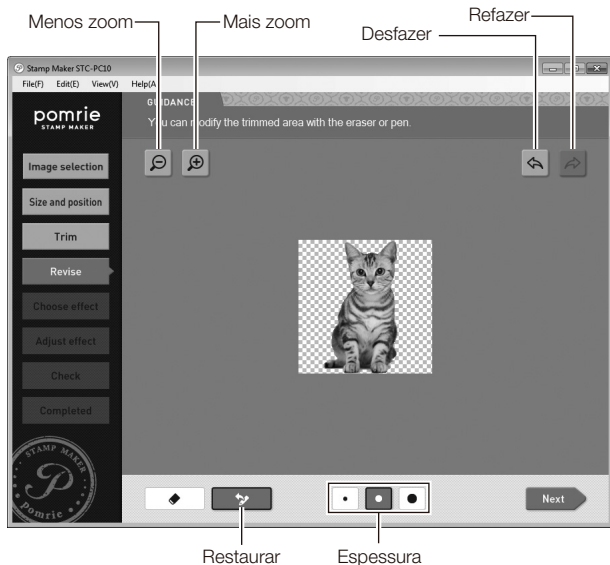 Menos zoom
Mais zoom
Desfazer
Refazer
Stamp Maker STC-PC10
File(F) Edit(E) View(V) Help(
GUIDANCE
You can modify the trimmed area with the eraser or pen.
pomrie
STAMP MAKER
Image selection
Size and position
Trim
Revise
Choose effect
Adjust effect
Check
Completed
STAMP MAKER
P
pomrie
Next
Restaurar
Espessura